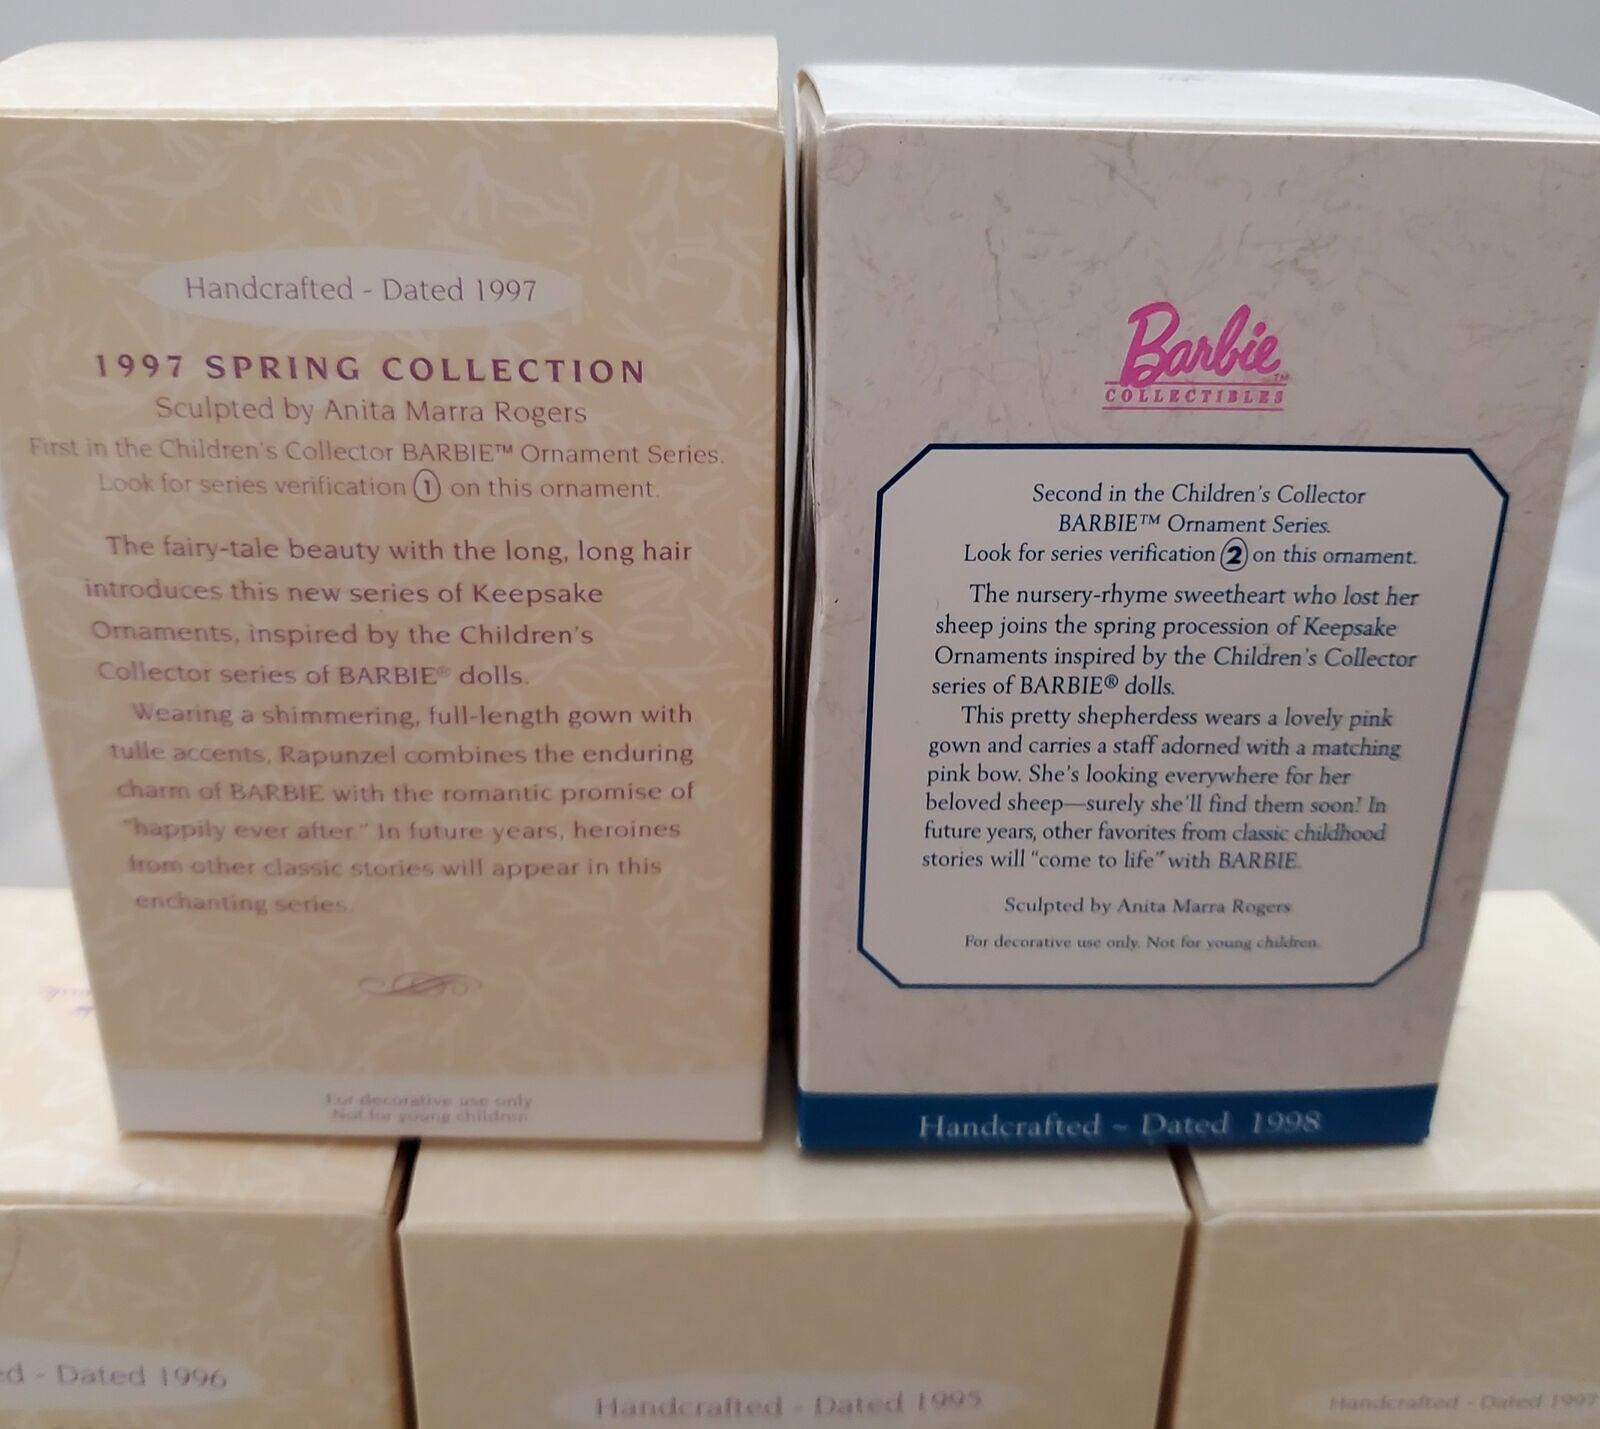 Handcrafted - Dated 1997
1997 SPRING COLLECTION
Sculpted by Anita Marra Rogers
First in the Children's Collector BARBIE™ Ornament Series.
Look for series verification 1 on this ornament.
The fairy-tale beauty with the long, long hair
introduces this new series of Keepsake
Ornaments, inspired by the Children's
Collector series of BARBIE® dolls.
Wearing a shimmering, full-length gown with
tulle accents, Rapunzel combines the enduring
charm of BARBIE with the romantic promise of
"happily ever after." In future years, heroines
from other classic stories will appear in this
enchanting series.
For decorative use only
Not for young children
Barbie™
COLLECTIBLES
Second in the Children's Collector
BARBIE™ Ornament Series.
Look for series verification 2 on this ornament.
The nursery-rhyme sweetheart who lost her
sheep joins the spring procession of Keepsake
Ornaments inspired by the Children's Collector
series of BARBIE® dolls.
This pretty shepherdess wears a lovely pink
gown and carries a staff adorned with a matching
pink bow. She's looking everywhere for her
beloved sheep—surely she'll find them soon! In
future years, other favorites from classic childhood
stories will "come to life" with BARBIE.
Sculpted by Anita Marra Rogers
For decorative use only. Not for young children.
Handcrafted ~ Dated 1998
ed - Dated 1996
Handcrafted - Dated 1995
Handcrafted - Dated 1997